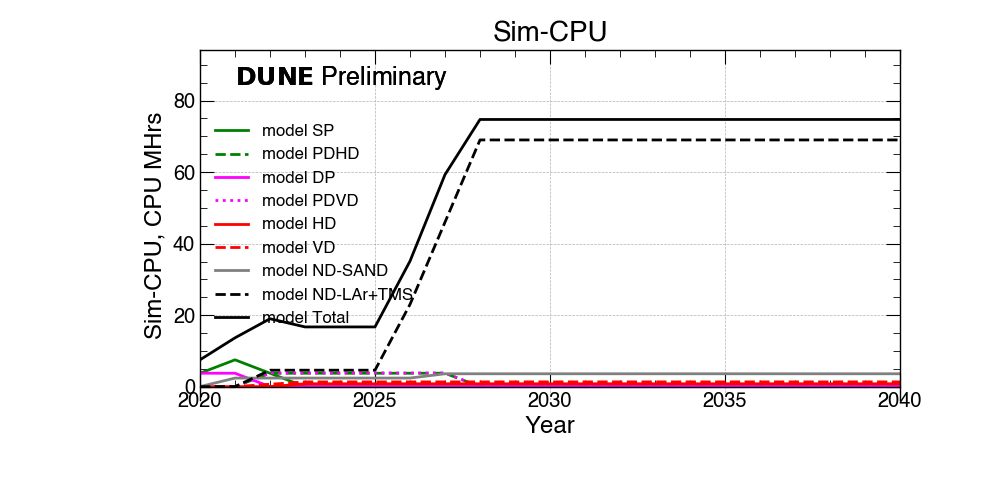 Sim-CPU
DUNE Preliminary
Sim-CPU, CPU MHrs
80
60
40
20
0
model SP
model PDHD
model DP
model PDVD
model HD
model VD
model ND-SAND
model ND-LAr+TMS
model Total
2020 2025 2030 2035 2040
Year